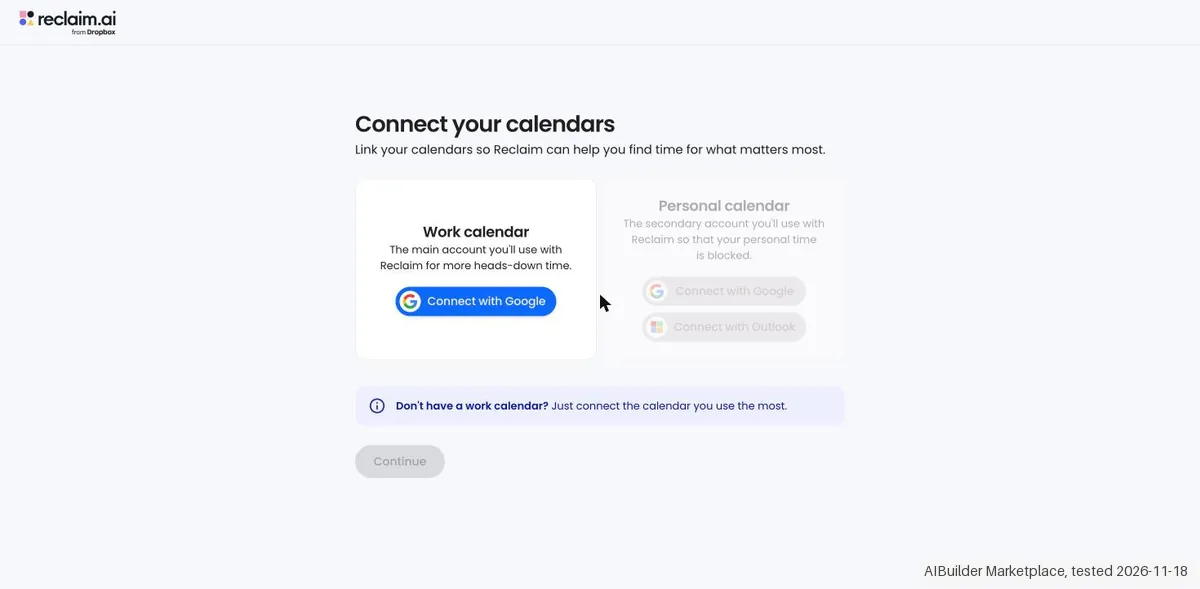 reclaim.ai
from Dropbox
Connect your calendars
Link your calendars so Reclaim can help you find time for what matters most.
Work calendar
The main account you'll use with
Reclaim for more heads-down time.
Connect with Google
Personal calendar
The secondary account you'll use with
Reclaim so that your personal time
is blocked.
Connect with Google
Connect with Outlook
Don't have a work calendar? Just connect the calendar you use the most.
Continue
AIBuilder Marketplace, tested 2026-11-18